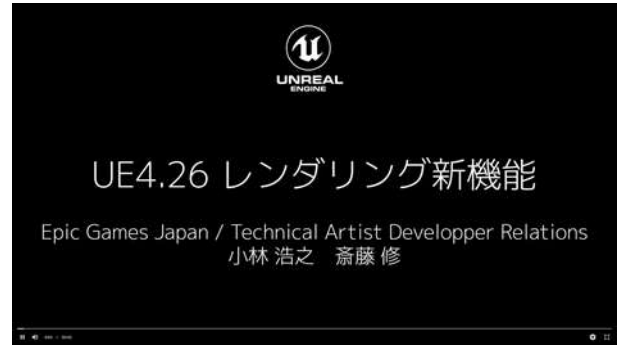 UNREAL
ENGINE
UE4.26 レンダリング新機能
Epic Games Japan / Technical Artist Developper Relations
小林 浩之　斎藤 修